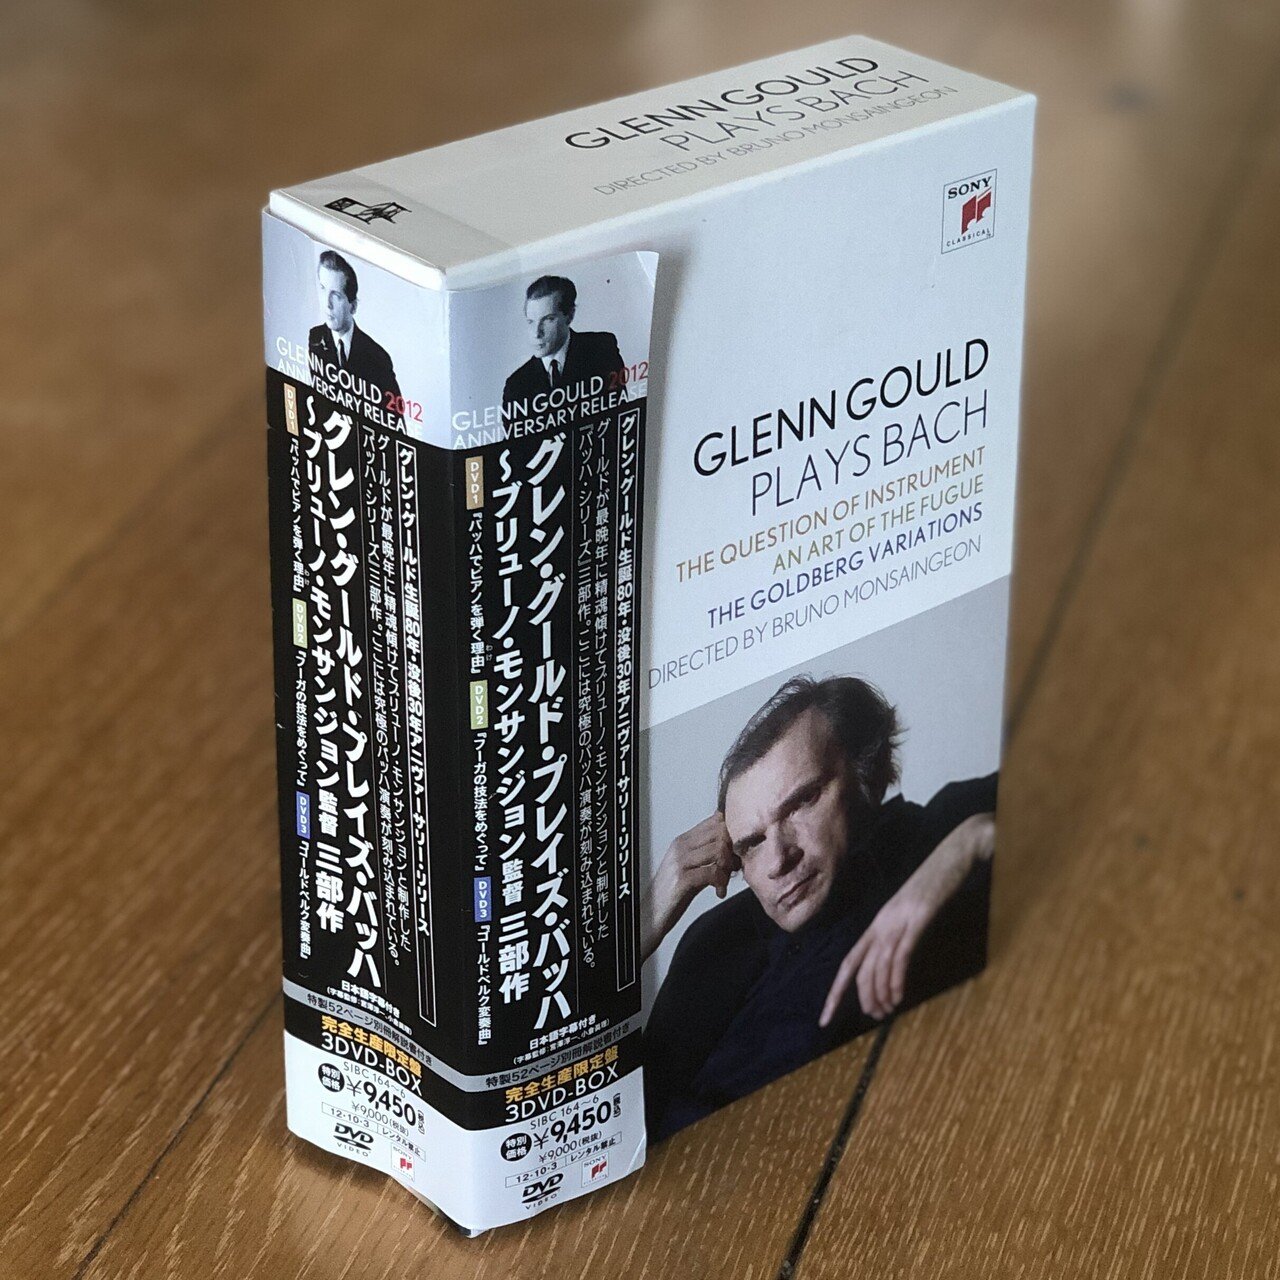 GLENN GOULD
PLAYS BACH
DIRECTED BY BRUNO MONSAINGEON
SONY
CLASSICAL
GLENN GOULD
PLAYS BACH
THE QUESTION OF INSTRUMENT
AN ART OF THE FUGUE
THE GOLDBERG VARIATIONS
DIRECTED BY BRUNO MONSAINGEON
GLENN GOULD 2012
ANNIVERSARY RELEASE
グレン・グールド生誕80年・没後30年アニヴァーサリー・リリース
グールドが最晩年に精魂傾けてブリューノ・モンサンジョンと制作した
『バッハ・シリーズ』三部作。ここには究極のバッハ演奏が刻み込まれている。
グレン・グールド・プレイズ・バッハ
〜ブリューノ・モンサンジョン監督 三部作
DVD1 『バッハでピアノを弾く理由』 DVD2 『フーガの技法をめぐって』 DVD3 『ゴールドベルク変奏曲』
わけ
日本語字幕付き
特製52ページ別冊解説書付き
完全生産限定盤
3DVD-BOX
SIBC 164〜6
特別価格 ¥9,450(税込)
¥9,000(税抜)
12・10・3 レンタル禁止
DVD
VIDEO
GLENN GOULD 2012
ANNIVERSARY RELEASE
グレン・グールド生誕80年・没後30年アニヴァーサリー・リリース
グールドが最晩年に精魂傾けてブリューノ・モンサンジョンと制作した
『バッハ・シリーズ』三部作。ここには究極のバッハ演奏が刻み込まれている。
グレン・グールド・プレイズ・バッハ
〜ブリューノ・モンサンジョン監督 三部作
DVD1 『バッハでピアノを弾く理由』 DVD2 『フーガの技法をめぐって』 DVD3 『ゴールドベルク変奏曲』
わけ
日本語字幕付き
特製52ページ別冊解説書付き
完全生産限定盤
3DVD-BOX
SIBC 164〜6
特別価格 ¥9,450(税込)
¥9,000(税抜)
12・10・3 レンタル禁止
DVD
VIDEO
SONY